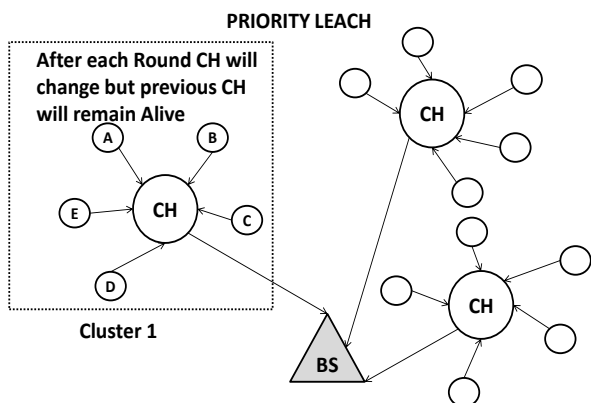 PRIORITY LEACH
After each Round CH will
change but previous CH
will remain Alive
A
B
CH
E
C
D
Cluster 1
CH
CH
BS